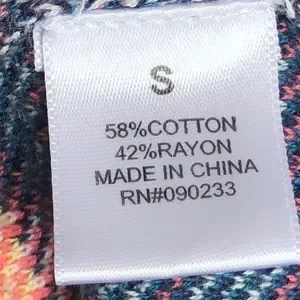 S
58%COTTON
42%RAYON
MADE IN CHINA
RN#090233